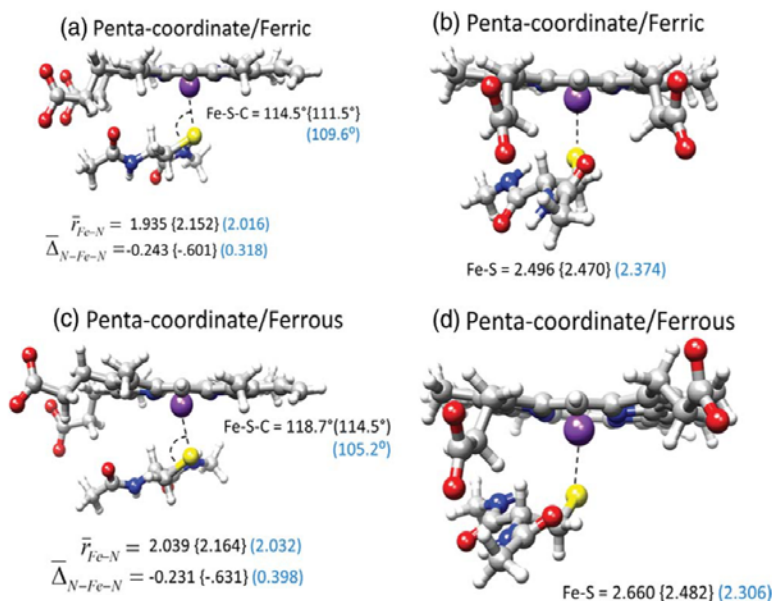 (a) Penta-coordinate/Ferric
Fe-S-C = 114.5°{111.5°}
(109.6°)
r̄Fe-N = 1.935 {2.152} (2.016)
Δ̄N-Fe-N =-0.243 {-.601} (0.318)
(b) Penta-coordinate/Ferric
Fe-S = 2.496 {2.470} (2.374)
(c) Penta-coordinate/Ferrous
Fe-S-C = 118.7°(114.5°)
(105.2°)
r̄Fe-N = 2.039 {2.164} (2.032)
Δ̄N-Fe-N = -0.231 {-.631} (0.398)
(d) Penta-coordinate/Ferrous
Fe-S = 2.660 {2.482} (2.306)